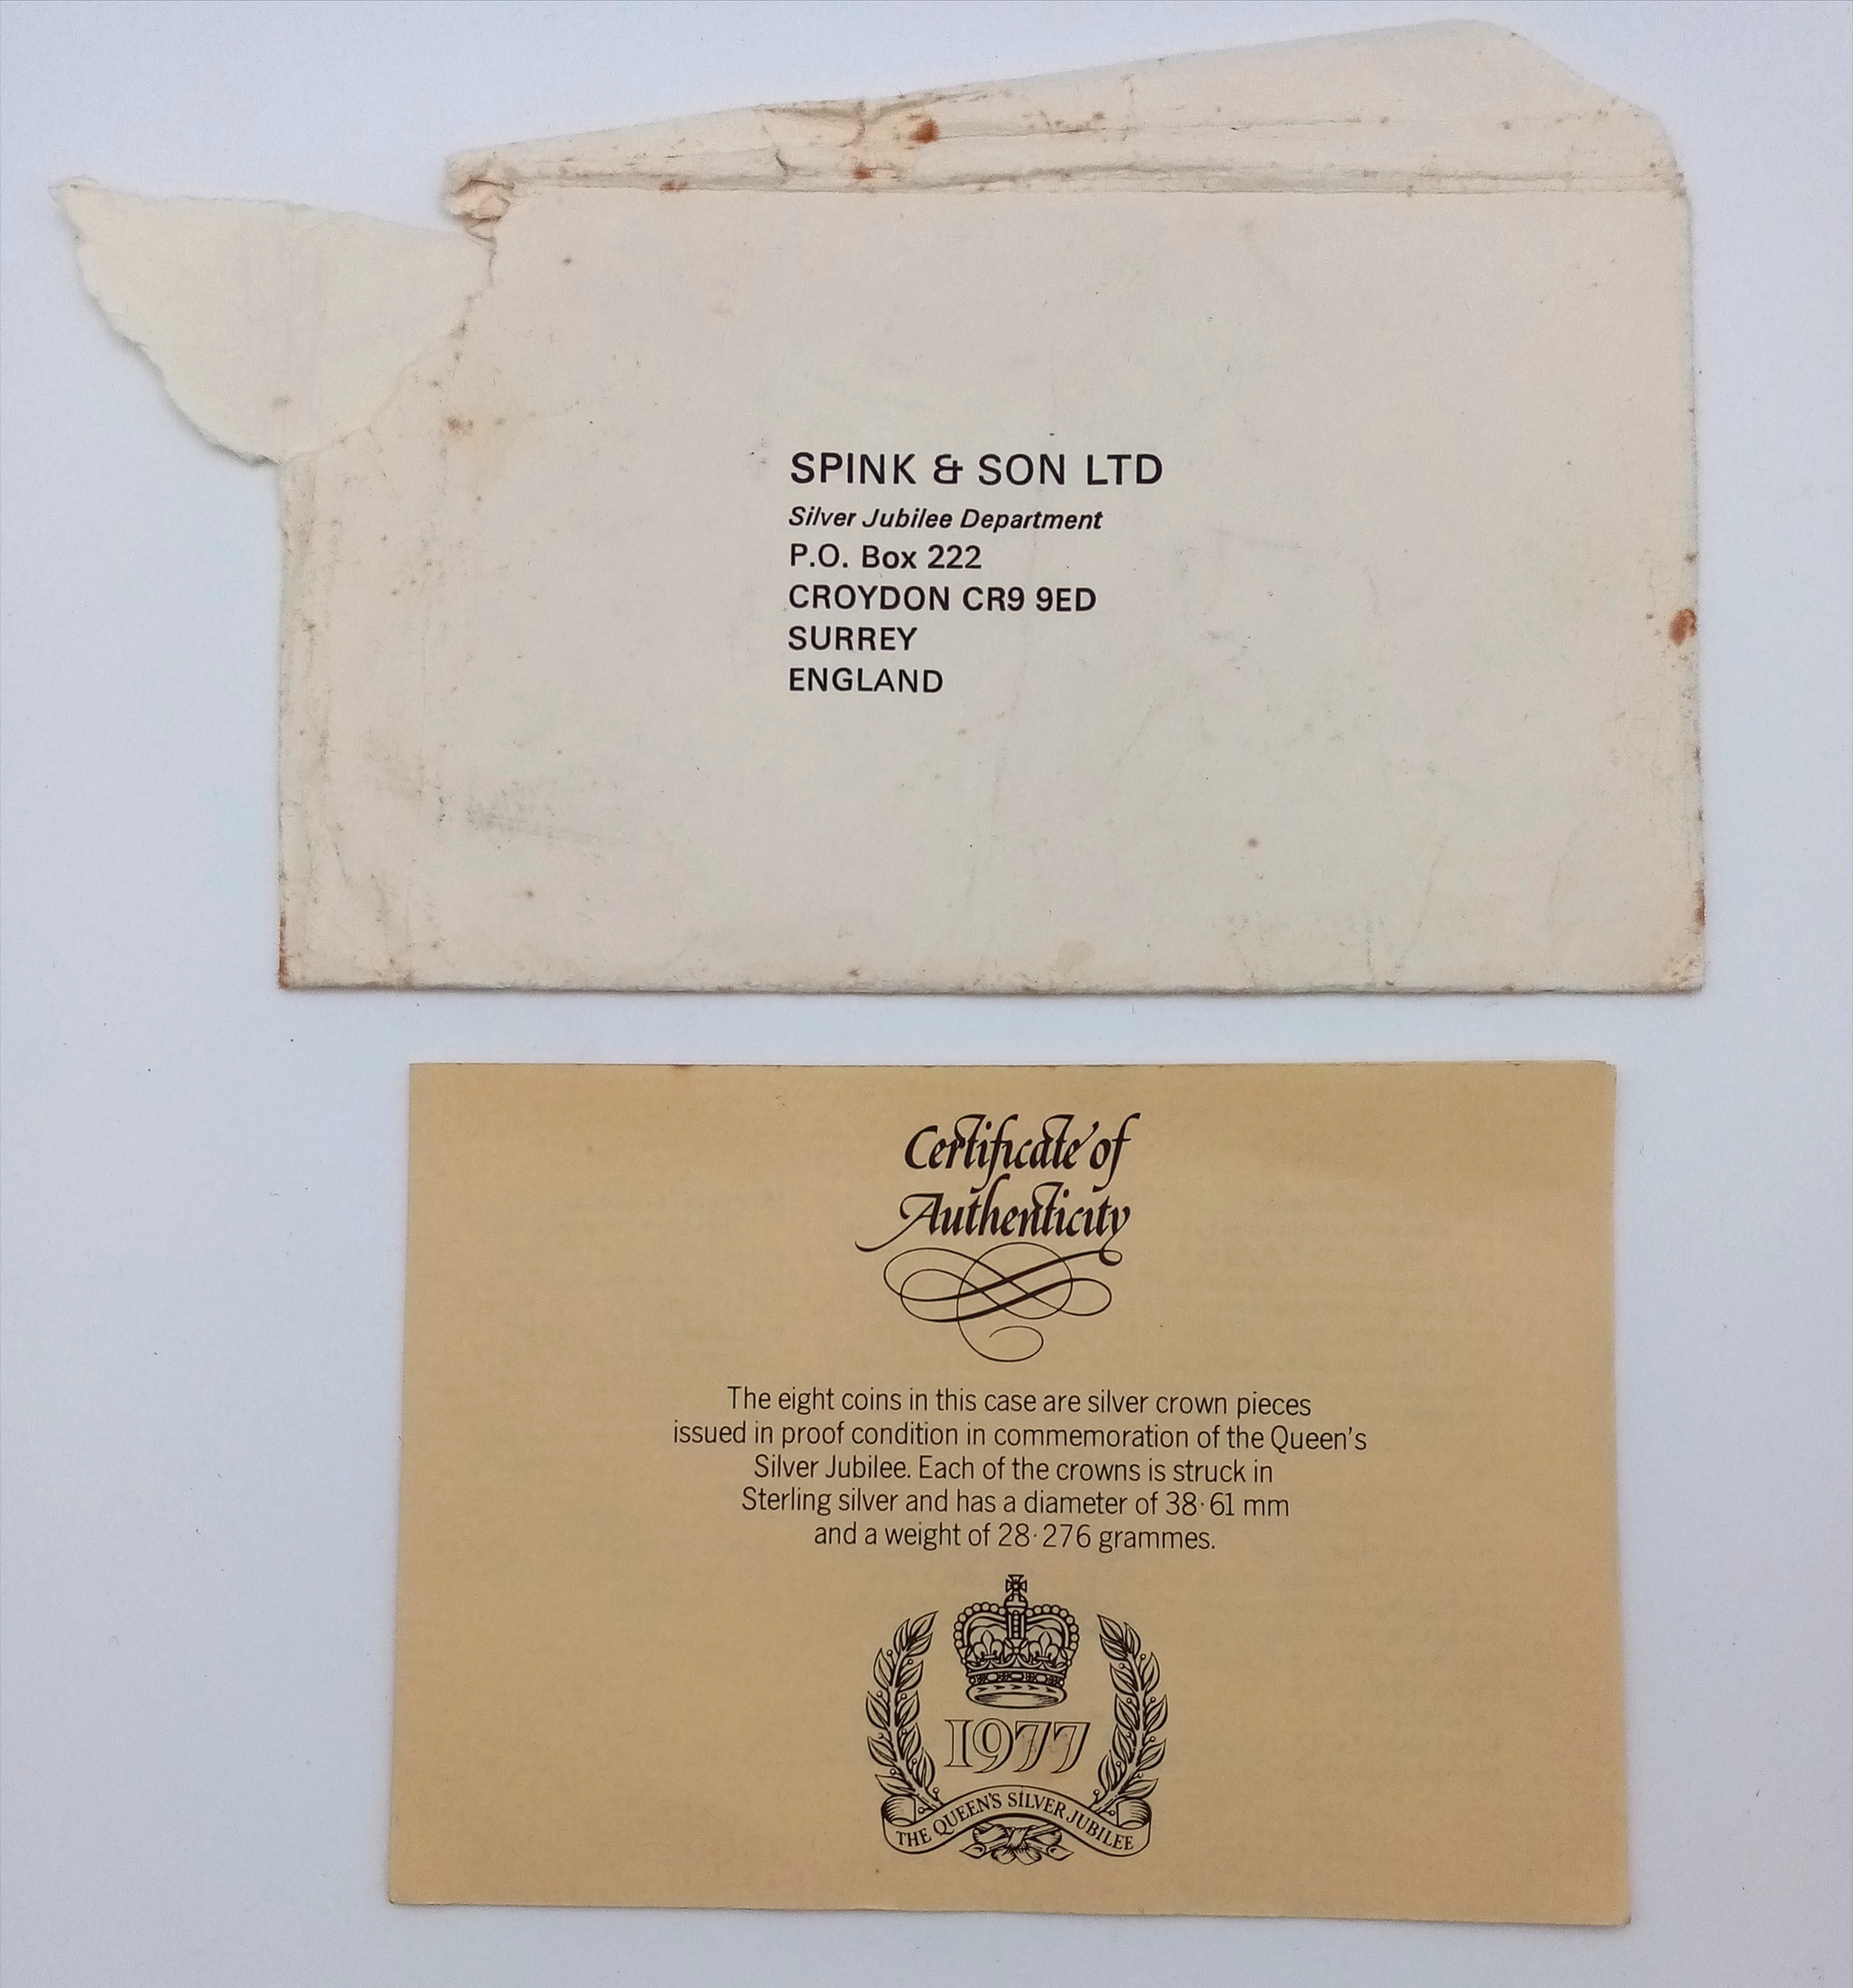 SPINK & SON LTD
Silver Jubilee Department
P.O. Box 222
CROYDON CR9 9ED
SURREY
ENGLAND
Certificate of
Authenticity
The eight coins in this case are silver crown pieces
issued in proof condition in commemoration of the Queen's
Silver Jubilee. Each of the crowns is struck in
Sterling silver and has a diameter of 38·61 mm
and a weight of 28·276 grammes.
1977
THE QUEEN'S SILVER JUBILEE